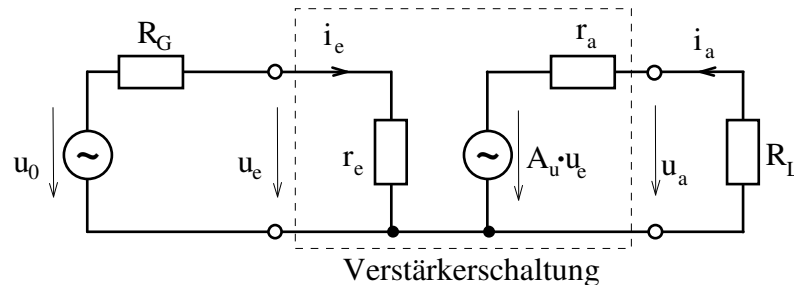 R_G
i_e
r_a
i_a
u_0
~
u_e
r_e
~
A_u·u_e
u_a
R_L
Verstärkerschaltung